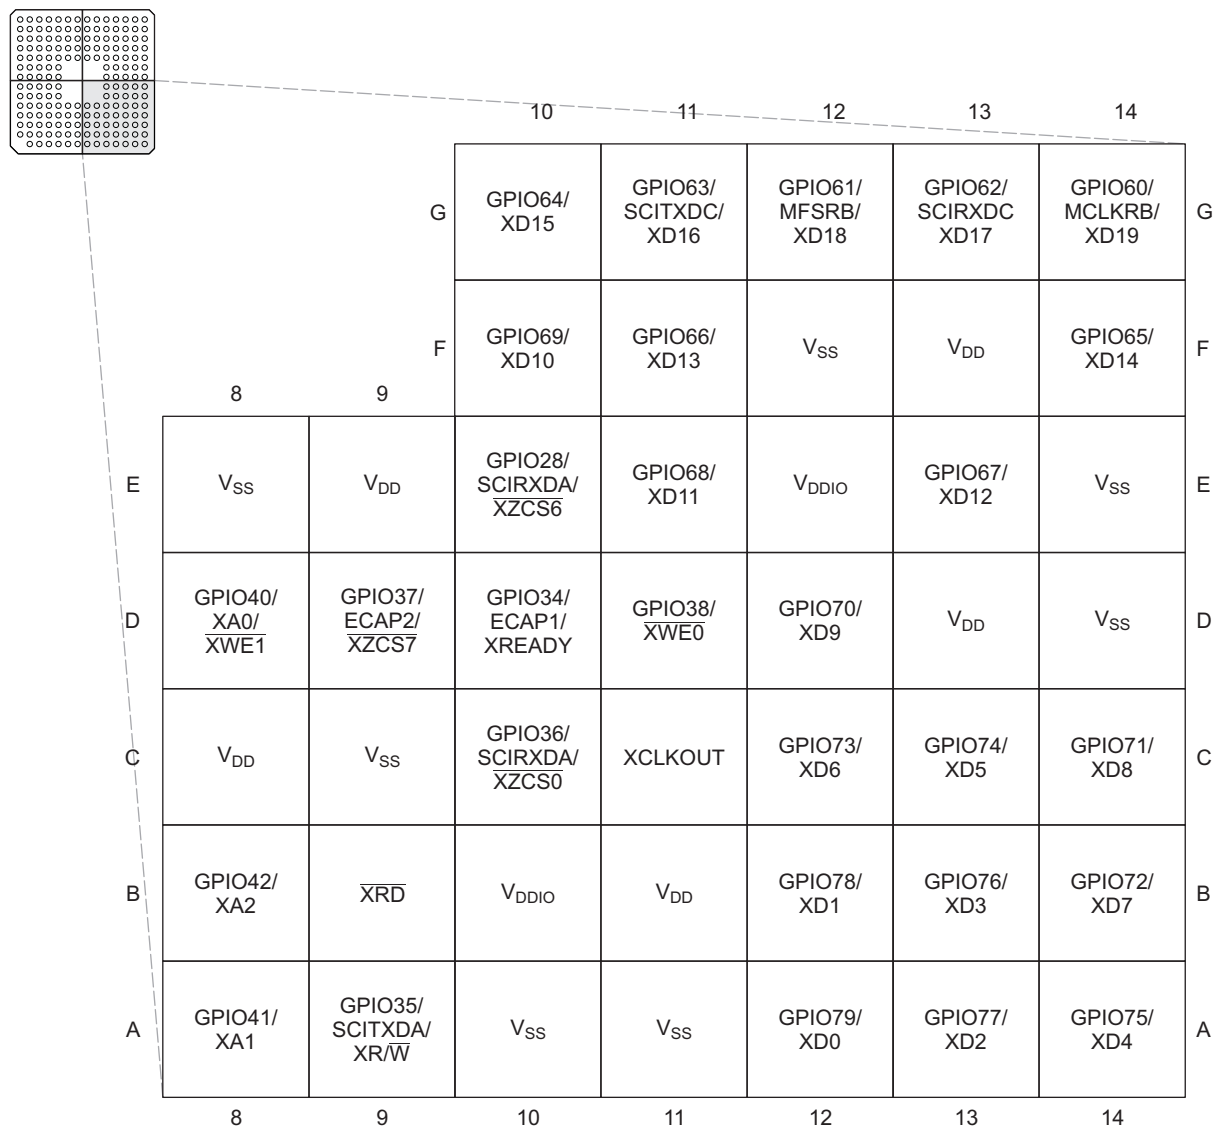 10 11 12 13 14
G GPIO64/ GPIO63/ GPIO61/ GPIO62/ GPIO60/ G
XD15 SCITXDC/ MFSRB/ SCIRXDC MCLKRB/
XD16 XD18 XD17 XD19
F GPIO69/ GPIO66/ VSS VDD GPIO65/ F
XD10 XD13 XD14
8 9
E VSS VDD GPIO28/ GPIO68/ VDDIO GPIO67/ VSS E
SCIRXDA/ XD11 XD12
XZCS6
D GPIO40/ GPIO37/ GPIO34/ GPIO38/ GPIO70/ VDD VSS D
XA0/ ECAP2/ ECAP1/ XWE0 XD9
XWE1 XZCS7 XREADY
C VDD VSS GPIO36/ XCLKOUT GPIO73/ GPIO74/ GPIO71/ C
SCIRXDA/ XD6 XD5 XD8
XZCS0
B GPIO42/ XRD VDDIO VDD GPIO78/ GPIO76/ GPIO72/ B
XA2 XD1 XD3 XD7
A GPIO41/ GPIO35/ VSS VSS GPIO79/ GPIO77/ GPIO75/ A
XA1 SCITXDA/ XD0 XD2 XD4
XR/W
8 9 10 11 12 13 14